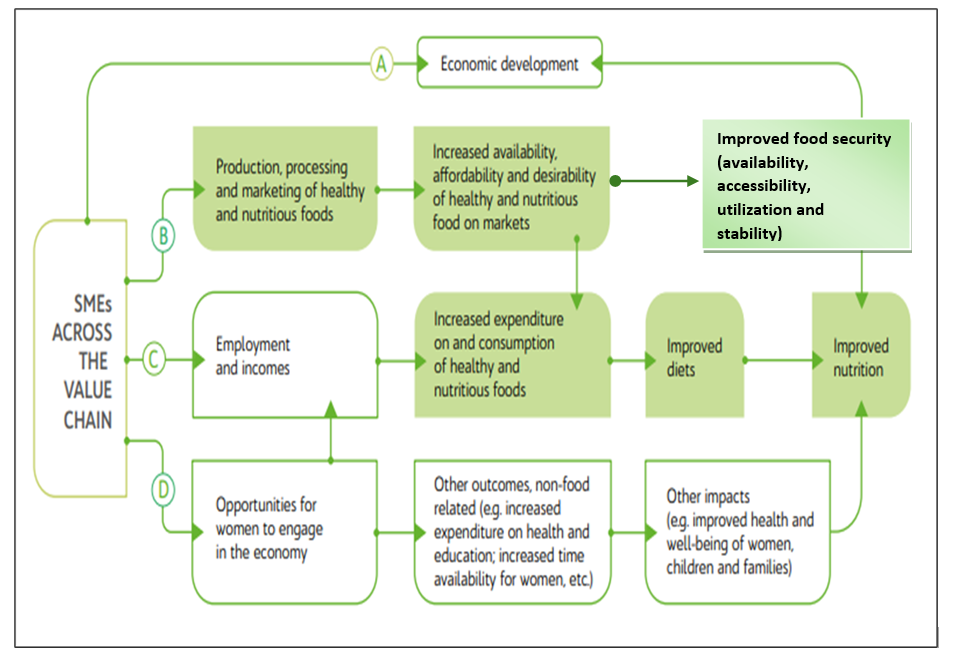 A
Economic development
Production, processing
and marketing of healthy
and nutritious foods
Increased availability,
affordability and desirability
of healthy and nutritious
food on markets
Improved food security
(availability,
accessibility,
utilization and
stability)
B
SMEs
ACROSS
THE
VALUE
CHAIN
C
Employment
and incomes
Increased expenditure
on and consumption
of healthy and
nutritious foods
Improved
diets
Improved
nutrition
D
Opportunities for
women to engage
in the economy
Other outcomes, non-food
related (e.g. increased
expenditure on health and
education; increased time
availability for women, etc.)
Other impacts
(e.g. improved health and
well-being of women,
children and families)